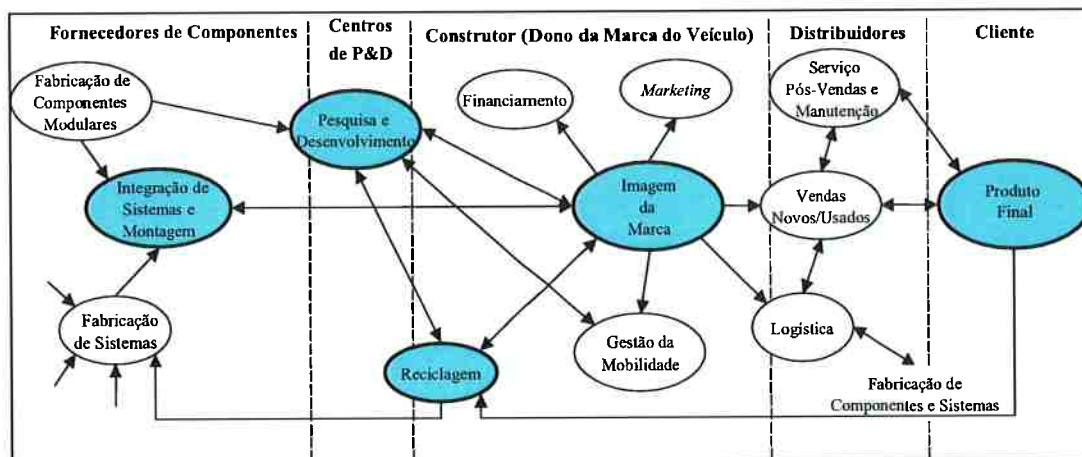 Fornecedores de Componentes
Centros
de P&D
Construtor (Dono da Marca do Veículo)
Distribuidores
Cliente
Fabricação de
Componentes
Modulares
Pesquisa e
Desenvolvimento
Financiamento
Marketing
Serviço
Pós-Vendas e
Manutenção
Integração de
Sistemas e
Montagem
Imagem
da
Marca
Vendas
Novos/Usados
Produto
Final
Fabricação
de Sistemas
Reciclagem
Gestão da
Mobilidade
Logística
Fabricação de
Componentes e Sistemas